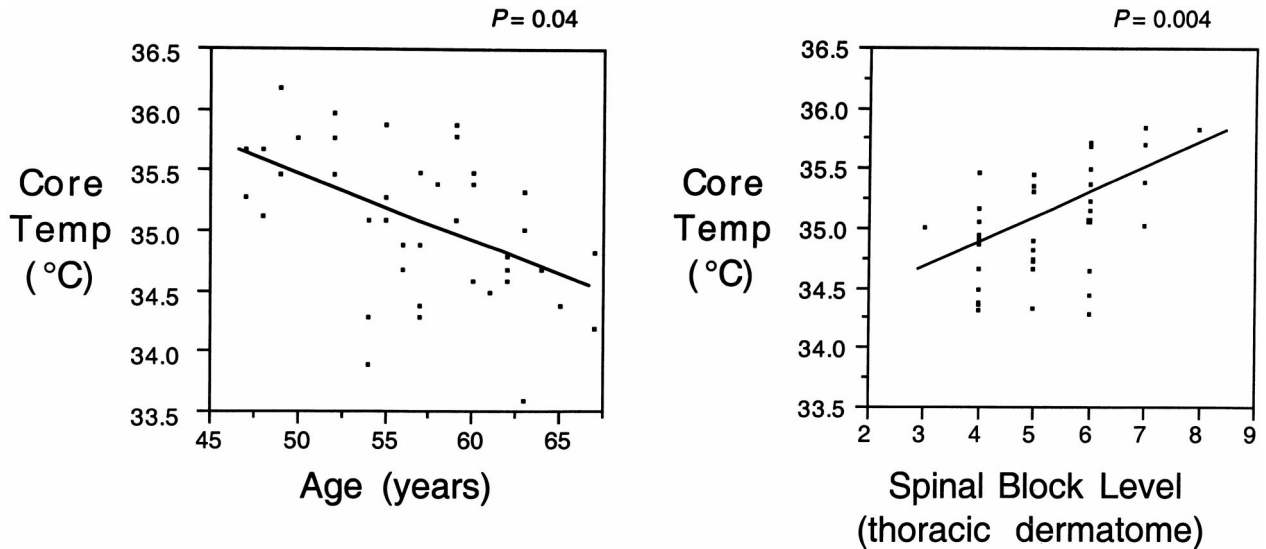 P = 0.04
36.5
36.0
35.5
35.0
34.5
34.0
33.5
Core
Temp
(°C)
45 50 55 60 65
Age (years)
P = 0.004
36.5
36.0
35.5
35.0
34.5
34.0
33.5
Core
Temp
(°C)
2 3 4 5 6 7 8 9
Spinal Block Level
(thoracic dermatome)